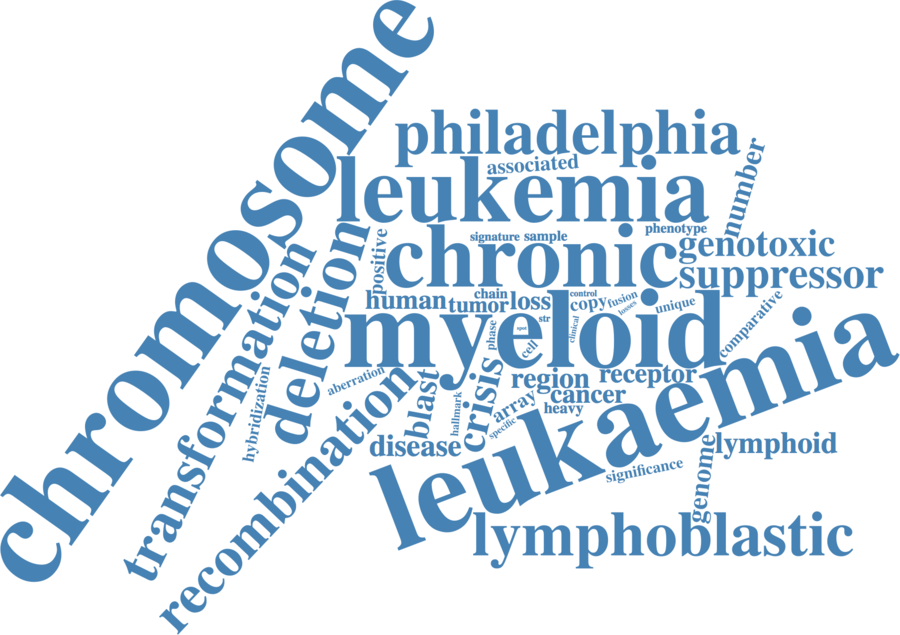 chromosome
philadelphia
associated
leukemia
number
positive
signature
sample
phenotype
chronic
genotoxic
suppressor
transformation
deletion
human
tumor
chain
loss
control
copy
fusion
losses
unique
comparative
myeloid
str
spot
phase
cell
clinical
aberration
hybridization
recombination
blast
hallmark
crisis
region
receptor
array
cancer
specific
heavy
disease
leukaemia
significance
genome
lymphoid
lymphoblastic